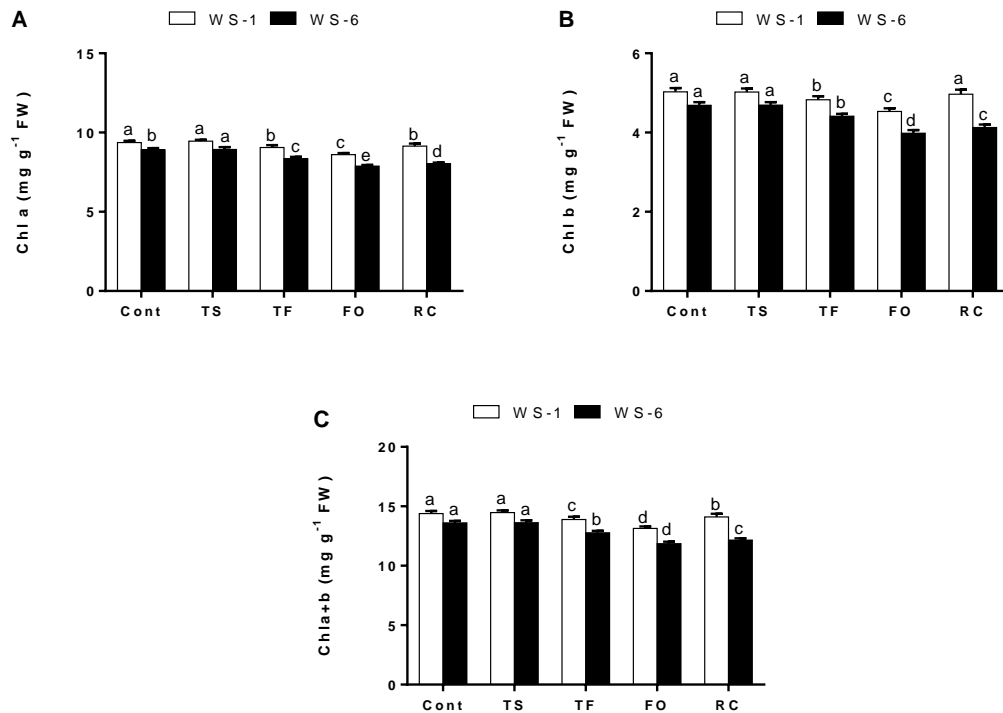 A
WS-1 WS-6
15
10
5
0
Chl a (mg g-1 FW)
a b a a b c c e b d
Cont TS TF FO RC
B
WS-1 WS-6
6
4
2
0
Chl b (mg g-1 FW)
a a a a b b c d a c
Cont TS TF FO RC
C
WS-1 WS-6
20
15
10
5
0
Chla+b (mg g-1 FW)
a a a a c b d d b c
Cont TS TF FO RC